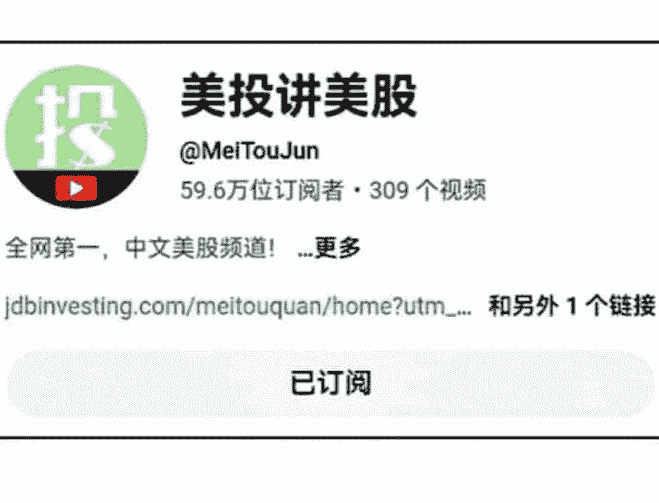 投
美投讲美股
@MeiTouJun
59.6万位订阅者·309 个视频
全网第一，中文美股频道！ ...更多
jdbinvesting.com/meitouquan/home?utm_... 和另外 1 个链接
已订阅